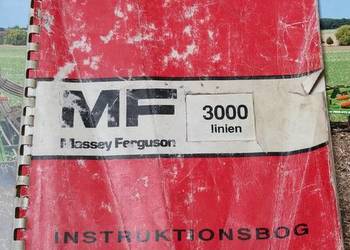 MF
Massey Ferguson
3000
linien
INSTRUKTIONSBOG